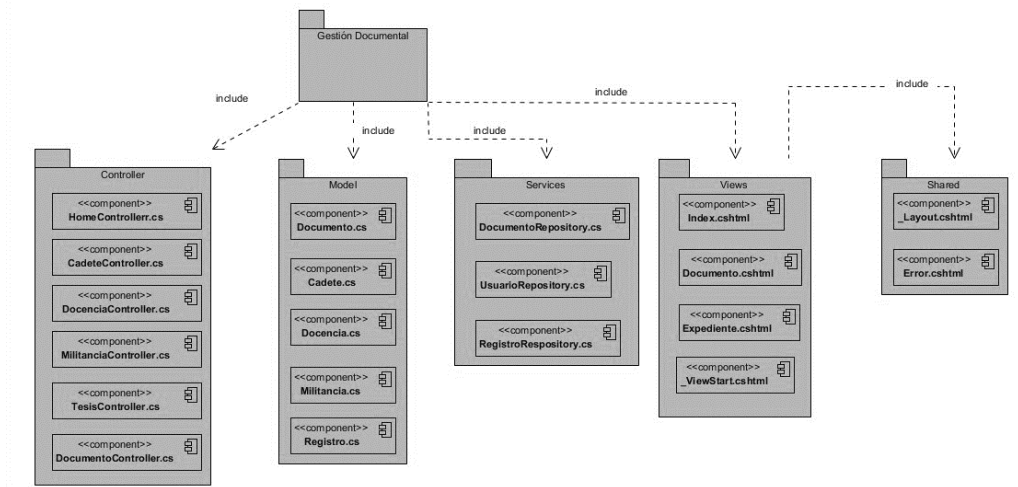 Gestión Documental
include
include
include
include
include
Controller
<<component>>
HomeControllerr.cs
<<component>>
CadeteController.cs
<<component>>
DocenciaController.cs
<<component>>
MilitanciaController.cs
<<component>>
TesisController.cs
<<component>>
DocumentoController.cs
Model
<<component>>
Documento.cs
<<component>>
Cadete.cs
<<component>>
Docencia.cs
<<component>>
Militancia.cs
<<component>>
Registro.cs
Services
<<component>>
DocumentoRepository.cs
<<component>>
UsuarioRepository.cs
<<component>>
RegistroRespository.cs
Views
<<component>>
Index.cshtml
<<component>>
Documento.cshtml
<<component>>
Expediente.cshtml
<<component>>
_ViewStart.cshtml
Shared
<<component>>
_Layout.cshtml
<<component>>
Error.cshtml